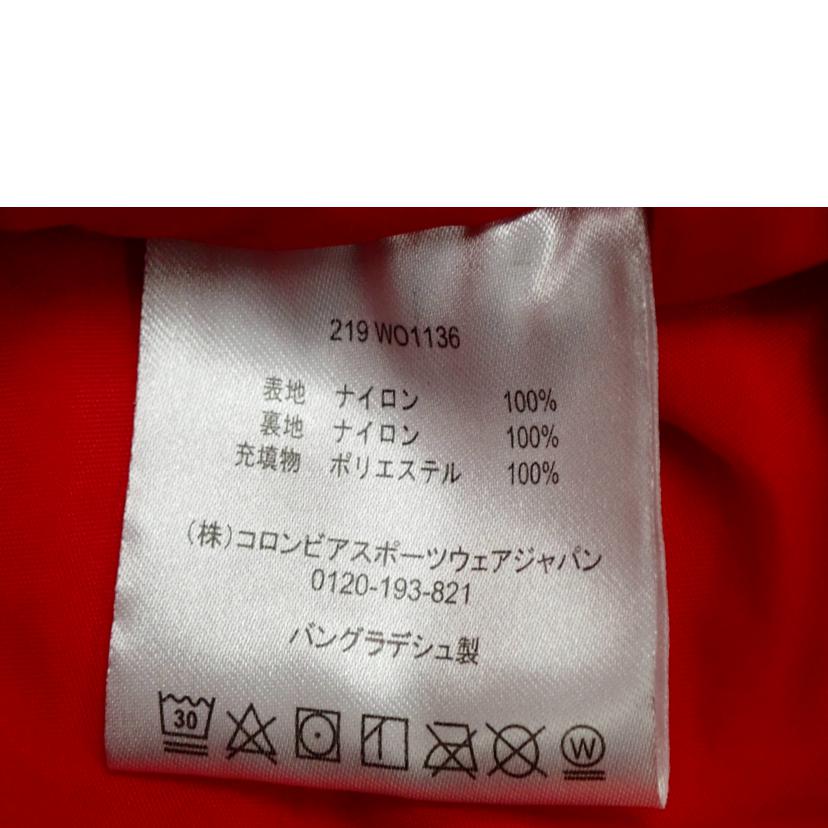 219 WO1136
表地 ナイロン 100%
裏地 ナイロン 100%
充填物 ポリエステル 100%
(株)コロンビアスポーツウェアジャパン
0120-193-821
バングラデシュ製
30 W